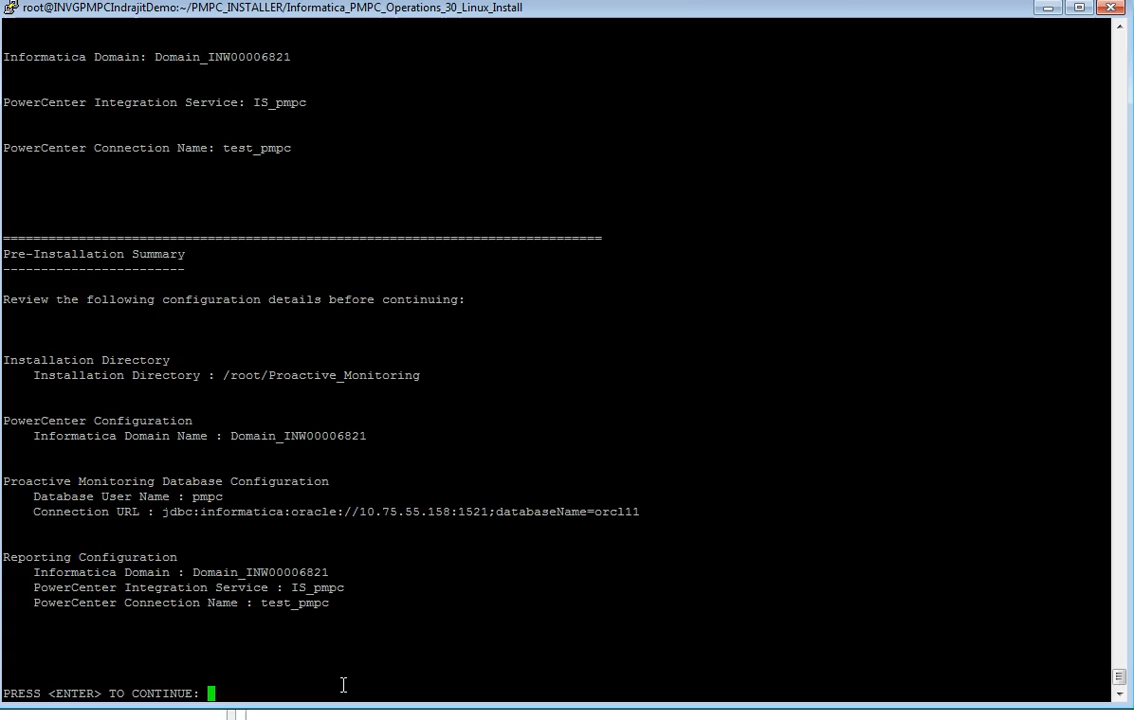 root@INVGPMPCIndrajitDemo:~/PMPC_INSTALLER/Informatica_PMPC_Operations_30_Linux_Install
Informatica Domain: Domain_INW00006821
PowerCenter Integration Service: IS_pmpc
PowerCenter Connection Name: test_pmpc
===============================================================================
Pre-Installation Summary
------------------------
Review the following configuration details before continuing:
Installation Directory
Installation Directory : /root/Proactive_Monitoring
PowerCenter Configuration
Informatica Domain Name : Domain_INW00006821
Proactive Monitoring Database Configuration
Database User Name : pmpc
Connection URL : jdbc:informatica:oracle://10.75.55.158:1521;databaseName=orcl11
Reporting Configuration
Informatica Domain : Domain_INW00006821
PowerCenter Integration Service : IS_pmpc
PowerCenter Connection Name : test_pmpc
PRESS <ENTER> TO CONTINUE: